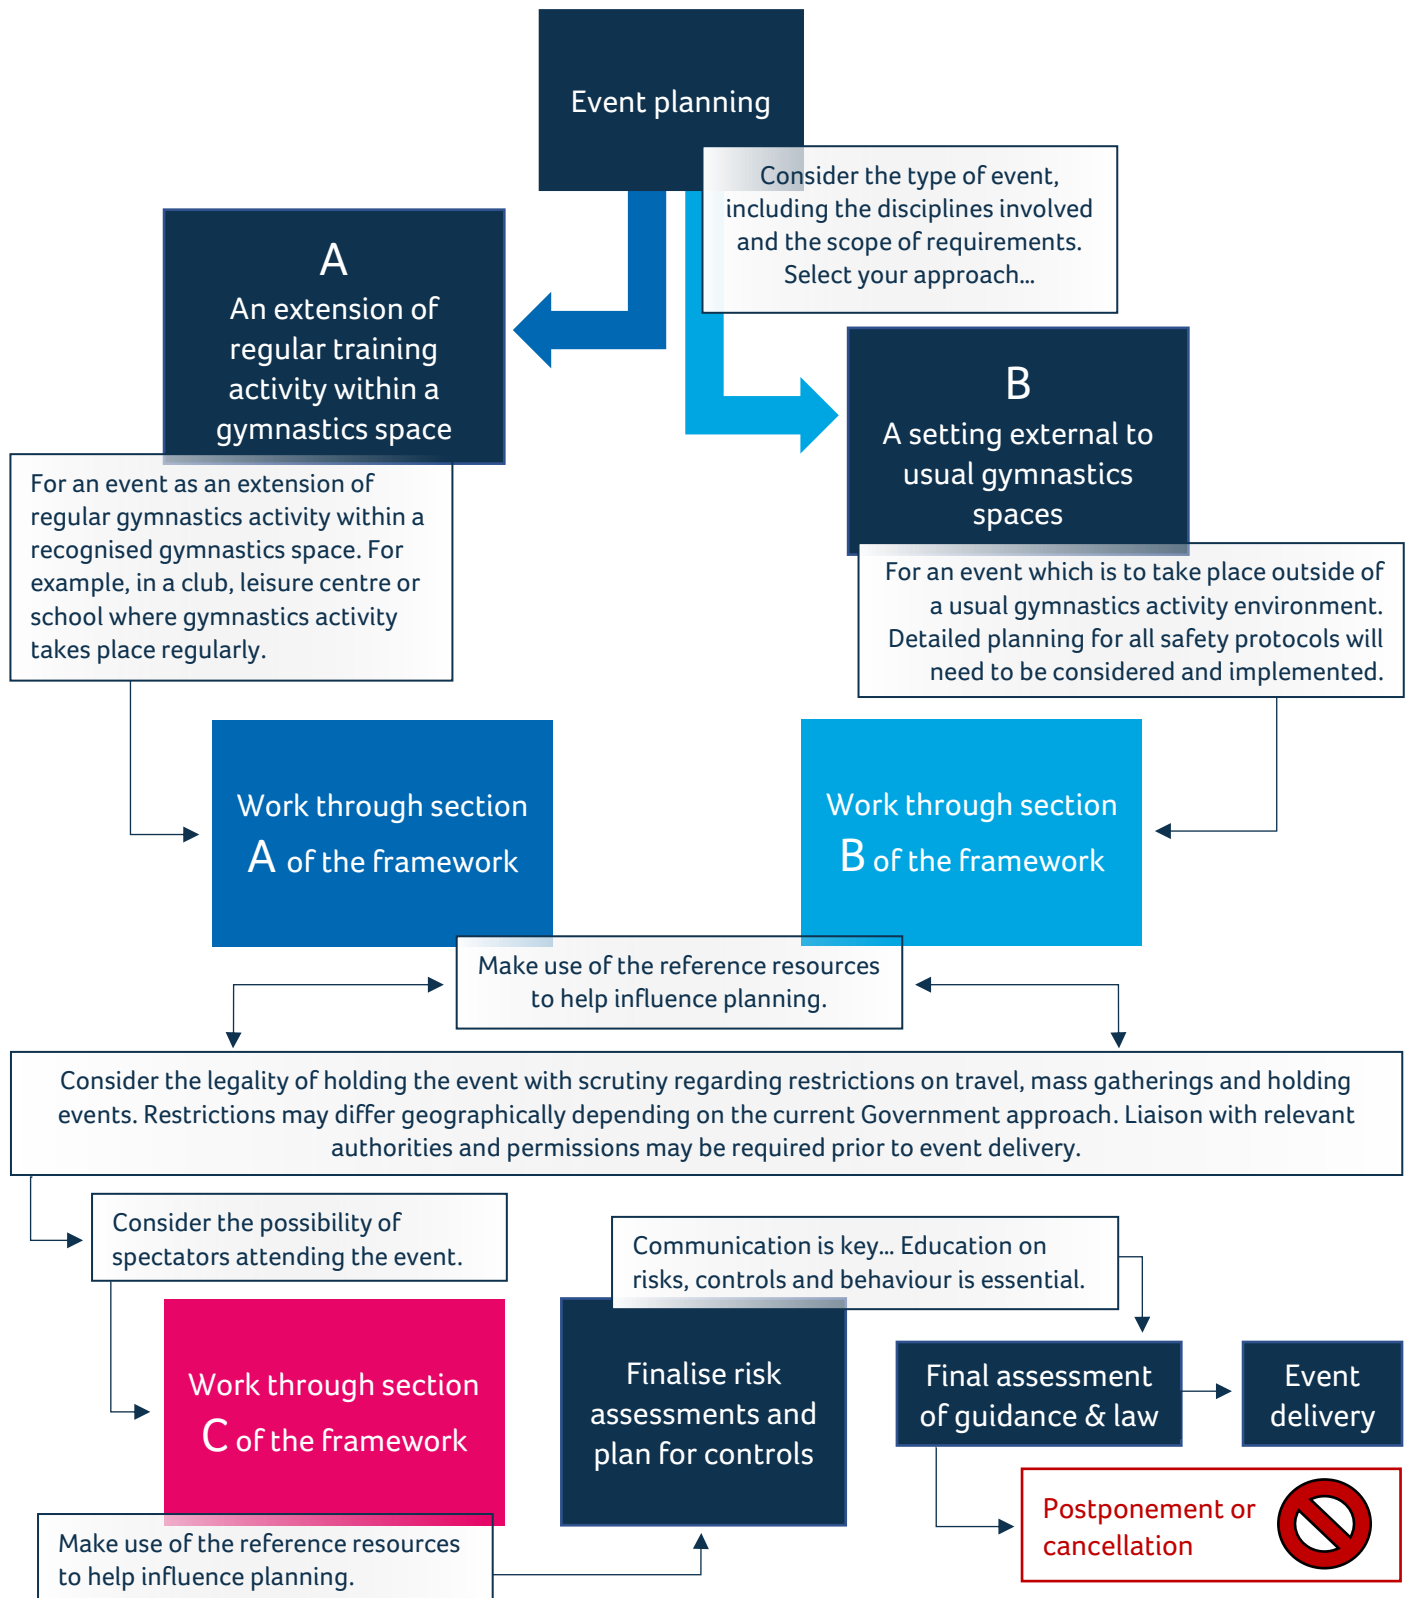 Event planning
Consider the type of event,
including the disciplines involved
and the scope of requirements.
Select your approach...
A
An extension of
regular training
activity within a
gymnastics space
B
A setting external to
usual gymnastics
spaces
For an event as an extension of
regular gymnastics activity within a
recognised gymnastics space. For
example, in a club, leisure centre or
school where gymnastics activity
takes place regularly.
For an event which is to take place outside of
a usual gymnastics activity environment.
Detailed planning for all safety protocols will
need to be considered and implemented.
Work through section
A of the framework
Work through section
B of the framework
Make use of the reference resources
to help influence planning.
Consider the legality of holding the event with scrutiny regarding restrictions on travel, mass gatherings and holding
events. Restrictions may differ geographically depending on the current Government approach. Liaison with relevant
authorities and permissions may be required prior to event delivery.
Consider the possibility of
spectators attending the event.
Communication is key... Education on
risks, controls and behaviour is essential.
Work through section
C of the framework
Finalise risk
assessments and
plan for controls
Final assessment
of guidance & law
Event
delivery
Postponement or
cancellation
Make use of the reference resources
to help influence planning.